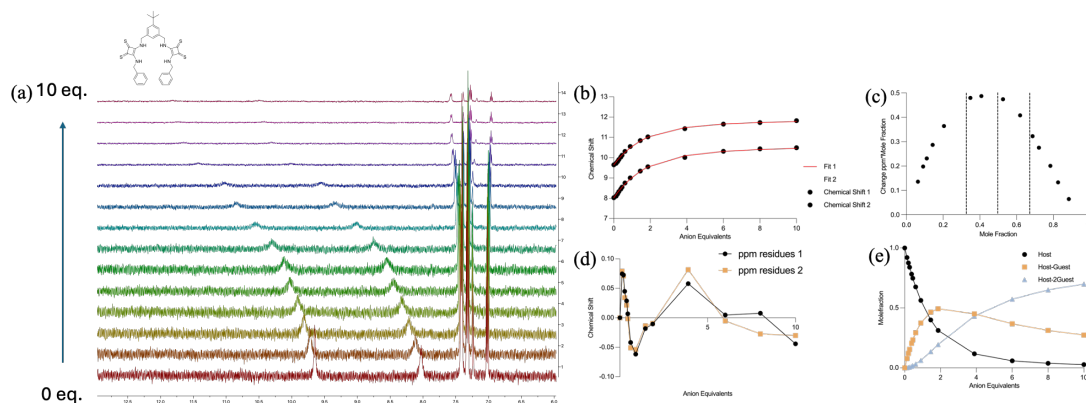 S
S
NH
HN
S
S
NH
HN
(a)
10 eq.
0 eq.
14
13
12
11
7
6
5
4
3
2
1
12.5 12.0 11.5 11.0 10.5 10.0 9.5 9.0 8.5 8.0 7.5 7.0 6.5 6.0
(b)
Chemical Shift
13
12
11
10
9
8
7
0 2 4 6 8 10
Anion Equivalents
Fit 1
Fit 2
Chemical Shift 1
Chemical Shift 2
(c)
Change ppm*Mole Fraction
0.5
0.4
0.3
0.2
0.1
0.0
0.0 0.2 0.4 0.6 0.8 1.0
Mole Fraction
(d)
Chemical Shift
0.10
0.05
0.00
-0.05
-0.10
5 10
Anion Equivalents
ppm residues 1
ppm residues 2
(e)
Molefraction
1.0
0.5
0.0
0 2 4 6 8 10
Anion Equivalents
Host
Host-Guest
Host-2Guest